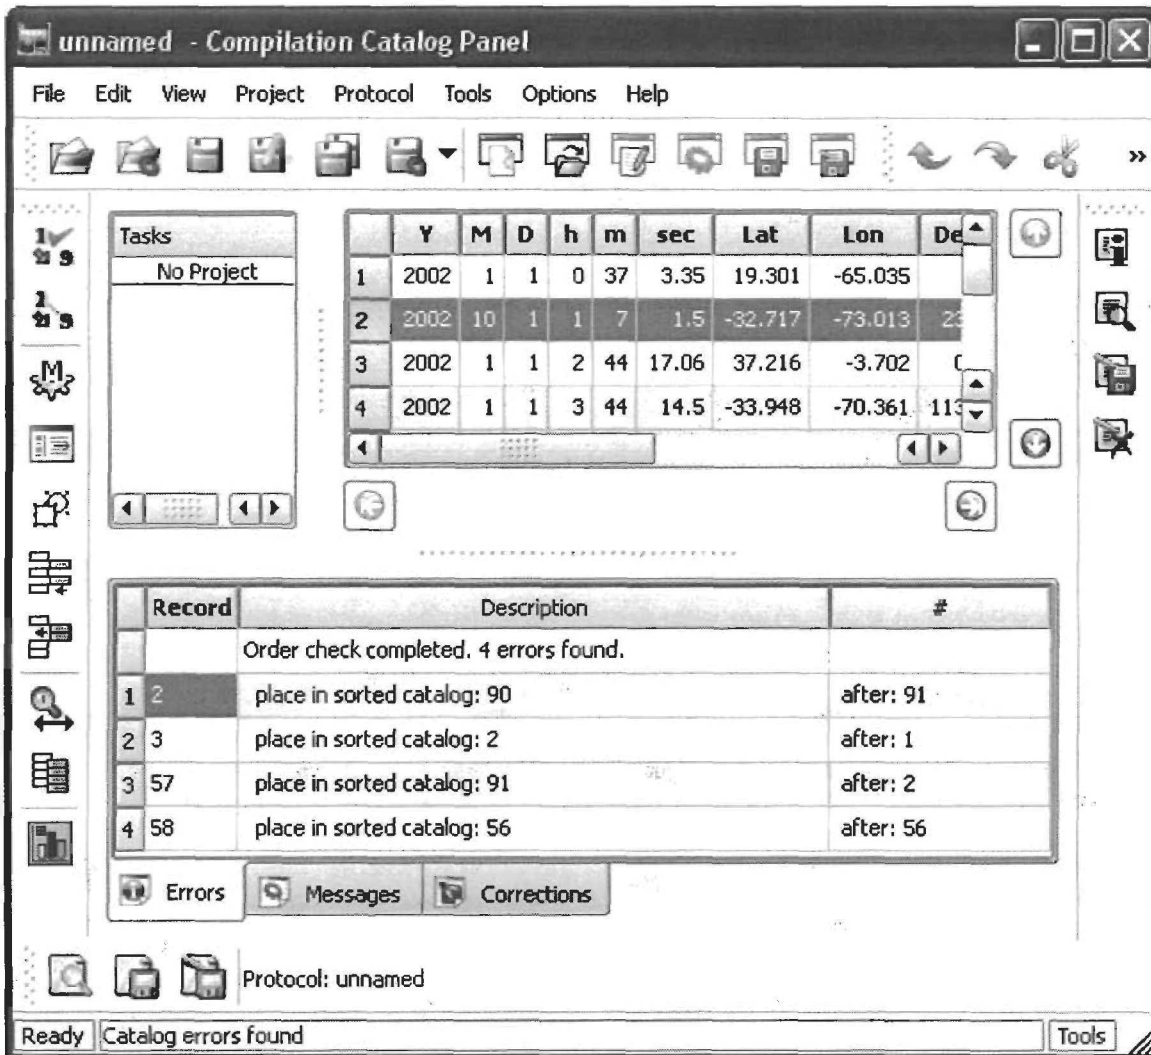 unnamed - Compilation Catalog Panel
File Edit View Project Protocol Tools Options Help
Tasks
No Project
Y M D h m sec Lat Lon De
1 2002 1 1 0 37 3.35 19.301 -65.035
2 2002 10 1 1 7 1.5 -32.717 -73.013 23
3 2002 1 1 2 44 17.06 37.216 -3.702
4 2002 1 1 3 44 14.5 -33.948 -70.361 113
Record Description #
Order check completed. 4 errors found.
1 2 place in sorted catalog: 90 after: 91
2 3 place in sorted catalog: 2 after: 1
3 57 place in sorted catalog: 91 after: 2
4 58 place in sorted catalog: 56 after: 56
Errors Messages Corrections
Protocol: unnamed
Ready Catalog errors found Tools